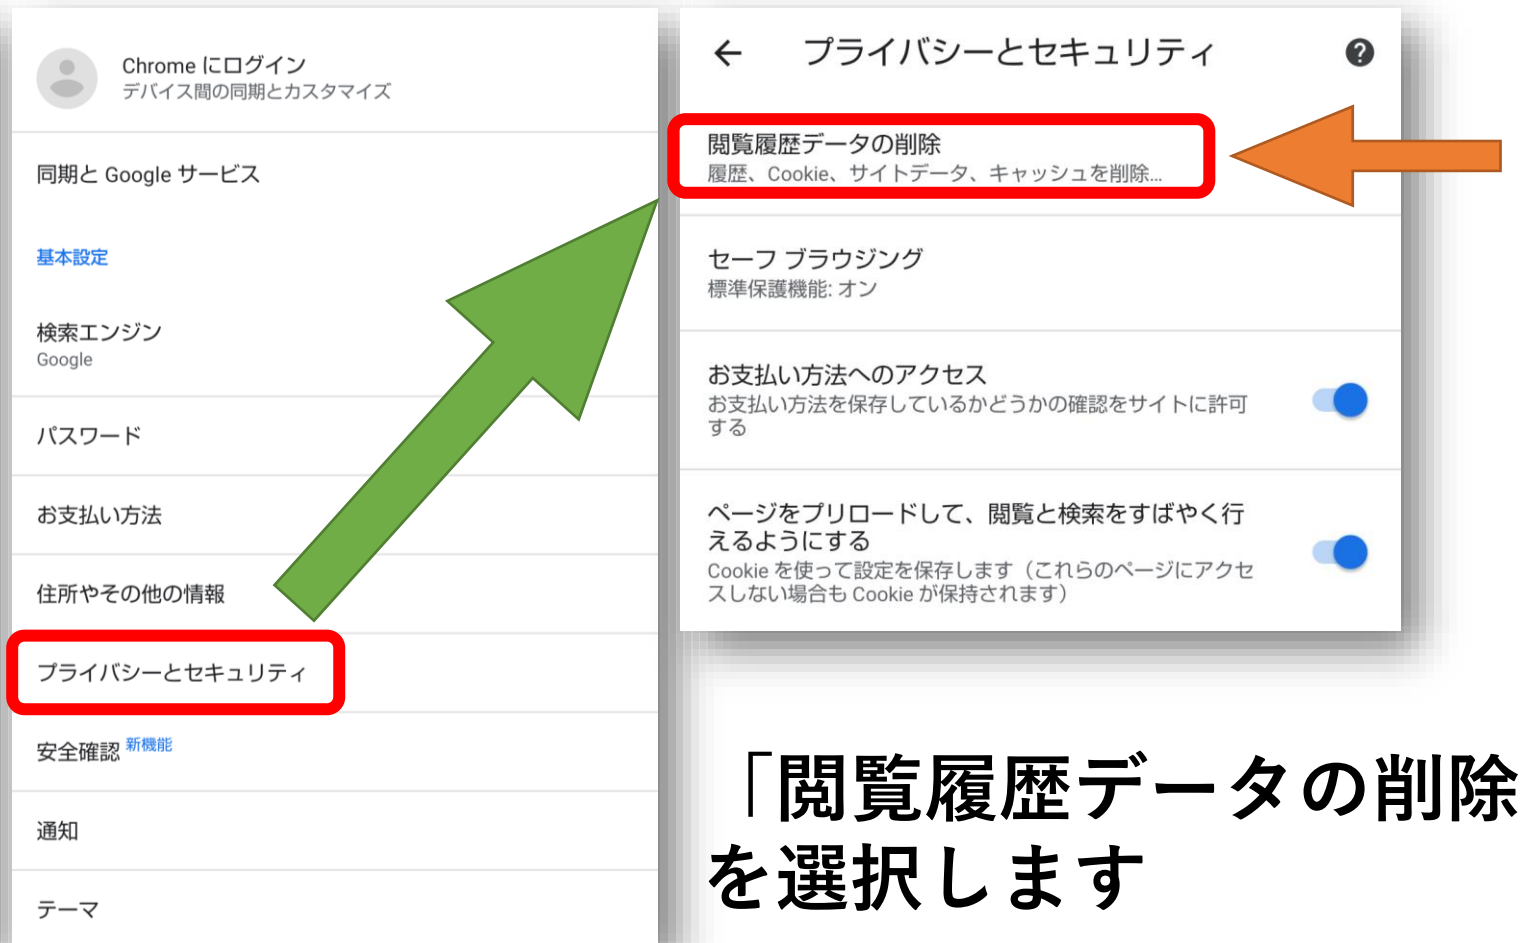 Chrome にログイン
デバイス間の同期とカスタマイズ
同期と Google サービス
基本設定
検索エンジン
Google
パスワード
お支払い方法
住所やその他の情報
プライバシーとセキュリティ
安全確認 新機能
通知
テーマ
プライバシーとセキュリティ
閲覧履歴データの削除
履歴、Cookie、サイトデータ、キャッシュを削除...
セーフ ブラウジング
標準保護機能: オン
お支払い方法へのアクセス
お支払い方法を保存しているかどうかの確認をサイトに許可
する
ページをプリロードして、閲覧と検索をすばやく行
えるようにする
Cookie を使って設定を保存します（これらのページにアクセ
スしない場合も Cookie が保持されます）
「閲覧履歴データの削除
を選択します